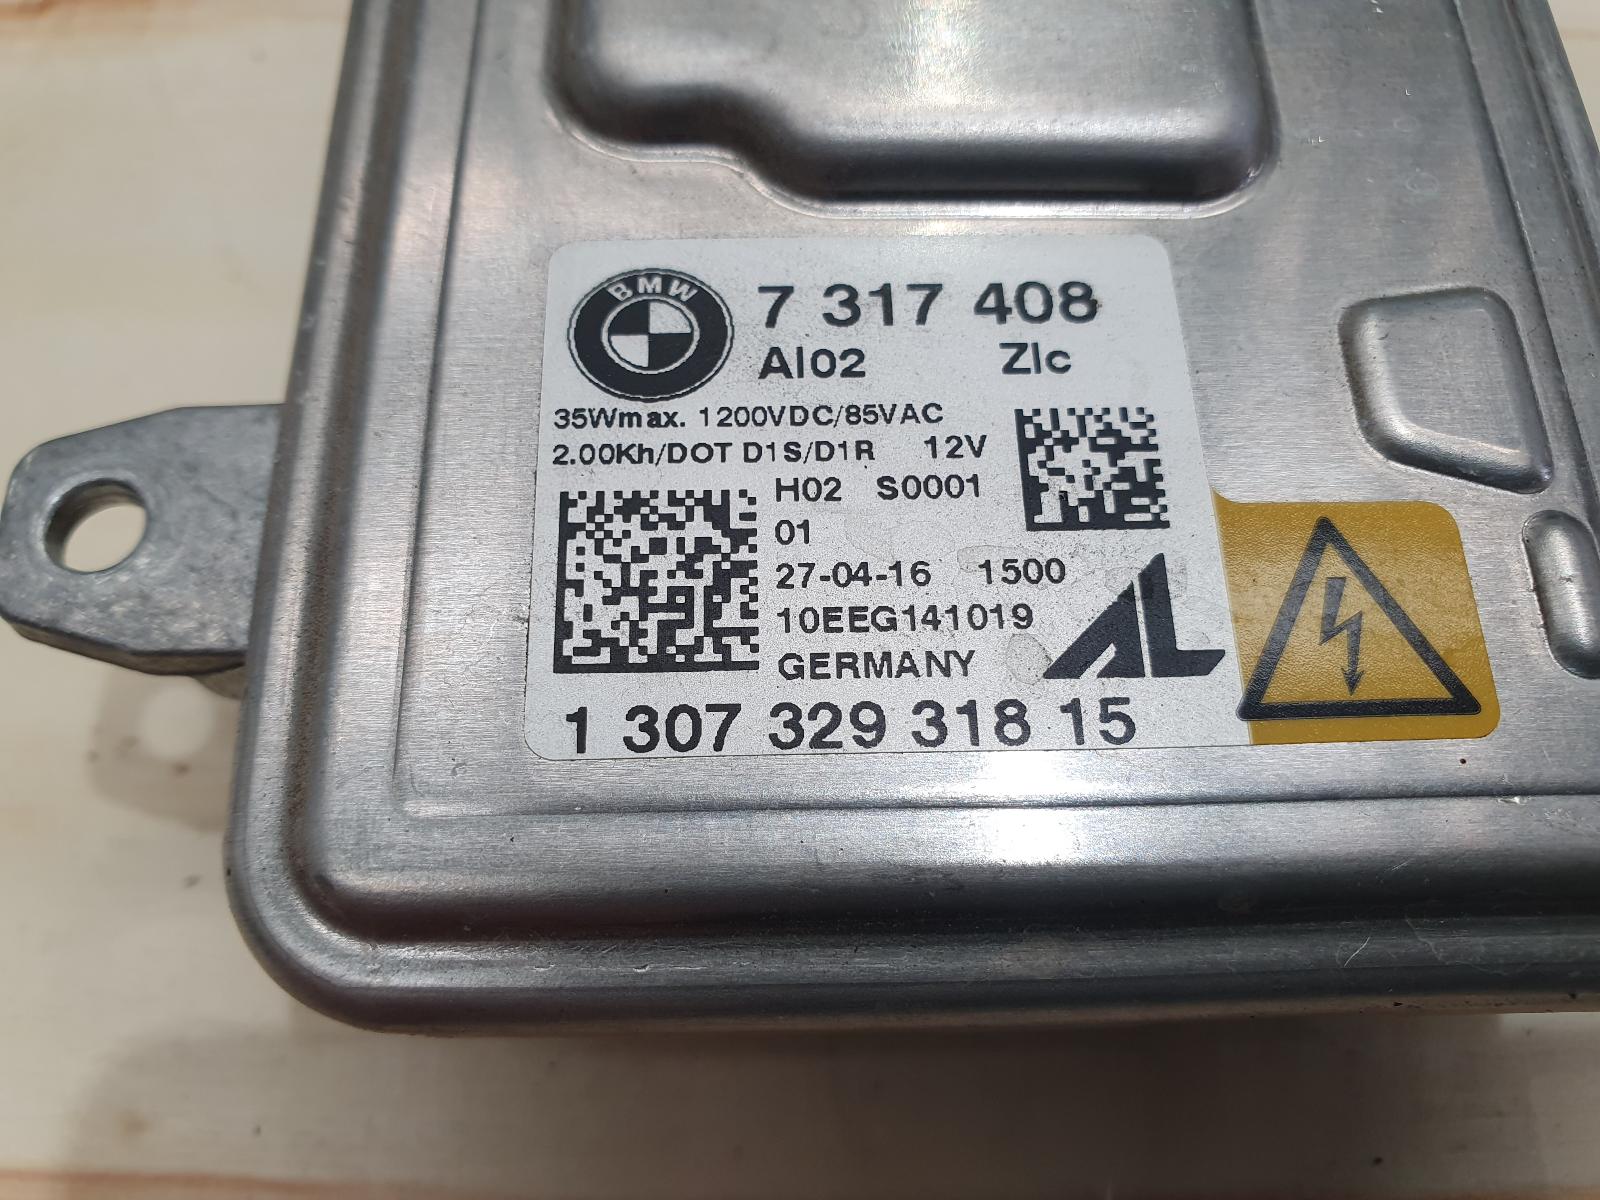 BMW
7 317 408
AI02 ZIc
35Wmax. 1200VDC/85VAC
2.00Kh/DOT D1S/D1R 12V
H02 S0001
01
27-04-16 1500
10EEG141019
GERMANY
AL
1 307 329 318 15